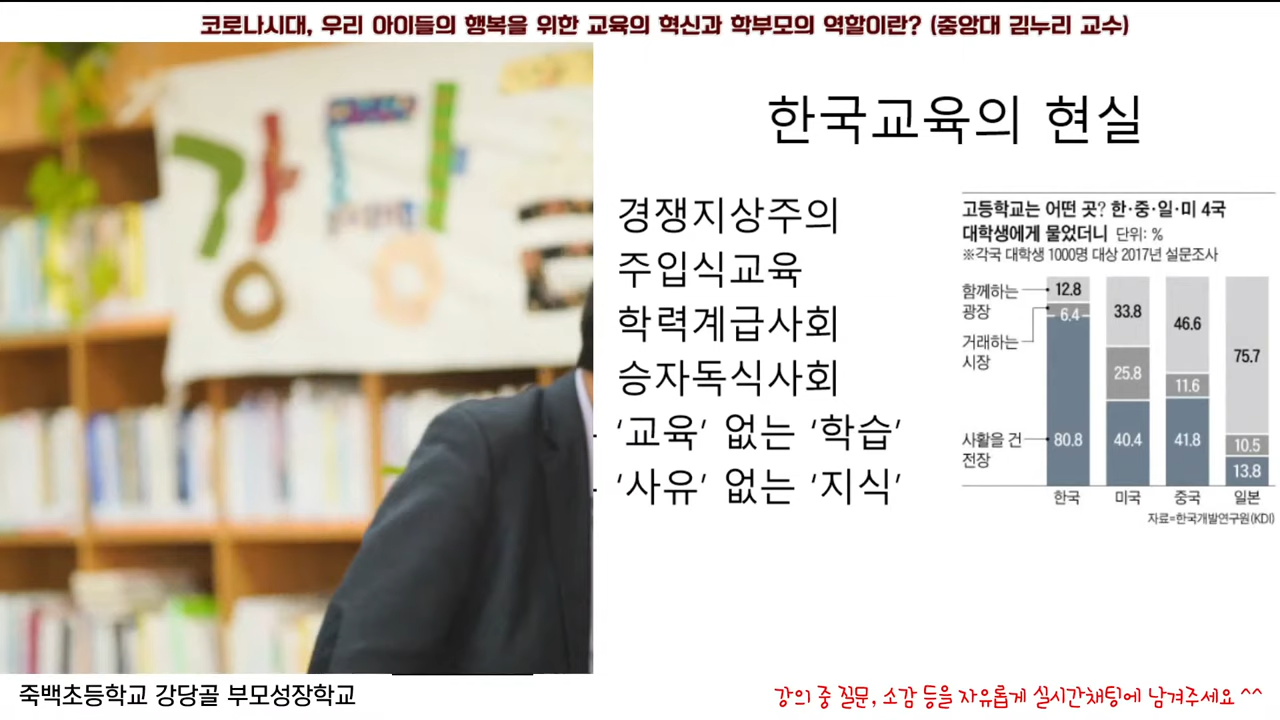 코로나시대, 우리 아이들의 행복을 위한 교육의 혁신과 학부모의 역할이란? (중앙대 김누리 교수)
강당골
한국교육의 현실
경쟁지상주의
주입식교육
학력계급사회
승자독식사회
- ‘교육’ 없는 ‘학습’
- ‘사유’ 없는 ‘지식’
고등학교는 어떤 곳? 한·중·일·미 4국
대학생에게 물었더니 단위: %
※각국 대학생 1000명 대상 2017년 설문조사
함께하는
광장
거래하는
시장
사활을 건
전장
12.8
6.4
80.8
33.8
25.8
40.4
46.6
11.6
41.8
75.7
10.5
13.8
한국 미국 중국 일본
자료=한국개발연구원(KDI)
죽백초등학교 강당골 부모성장학교
강의 중 질문, 소감 등을 자유롭게 실시간채팅에 남겨주세요 ^^